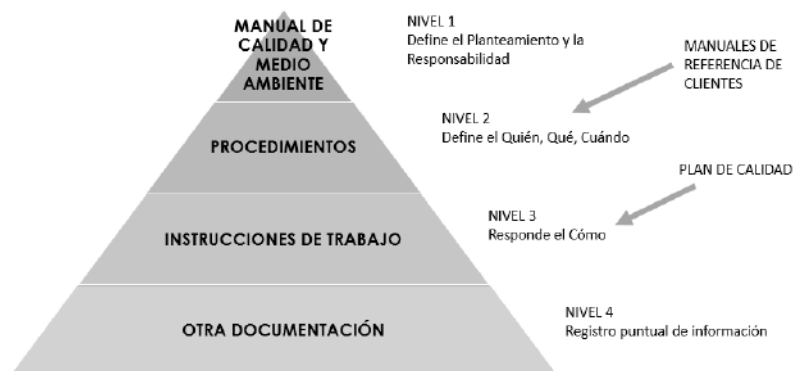 MANUAL DE
CALIDAD Y
MEDIO
AMBIENTE
NIVEL 1
Define el Planteamiento y la
Responsabilidad
MANUALES DE
REFERENCIA DE
CLIENTES
PROCEDIMIENTOS
NIVEL 2
Define el Quién, Qué, Cuándo
PLAN DE CALIDAD
INSTRUCCIONES DE TRABAJO
NIVEL 3
Responde el Cómo
OTRA DOCUMENTACIÓN
NIVEL 4
Registro puntual de información